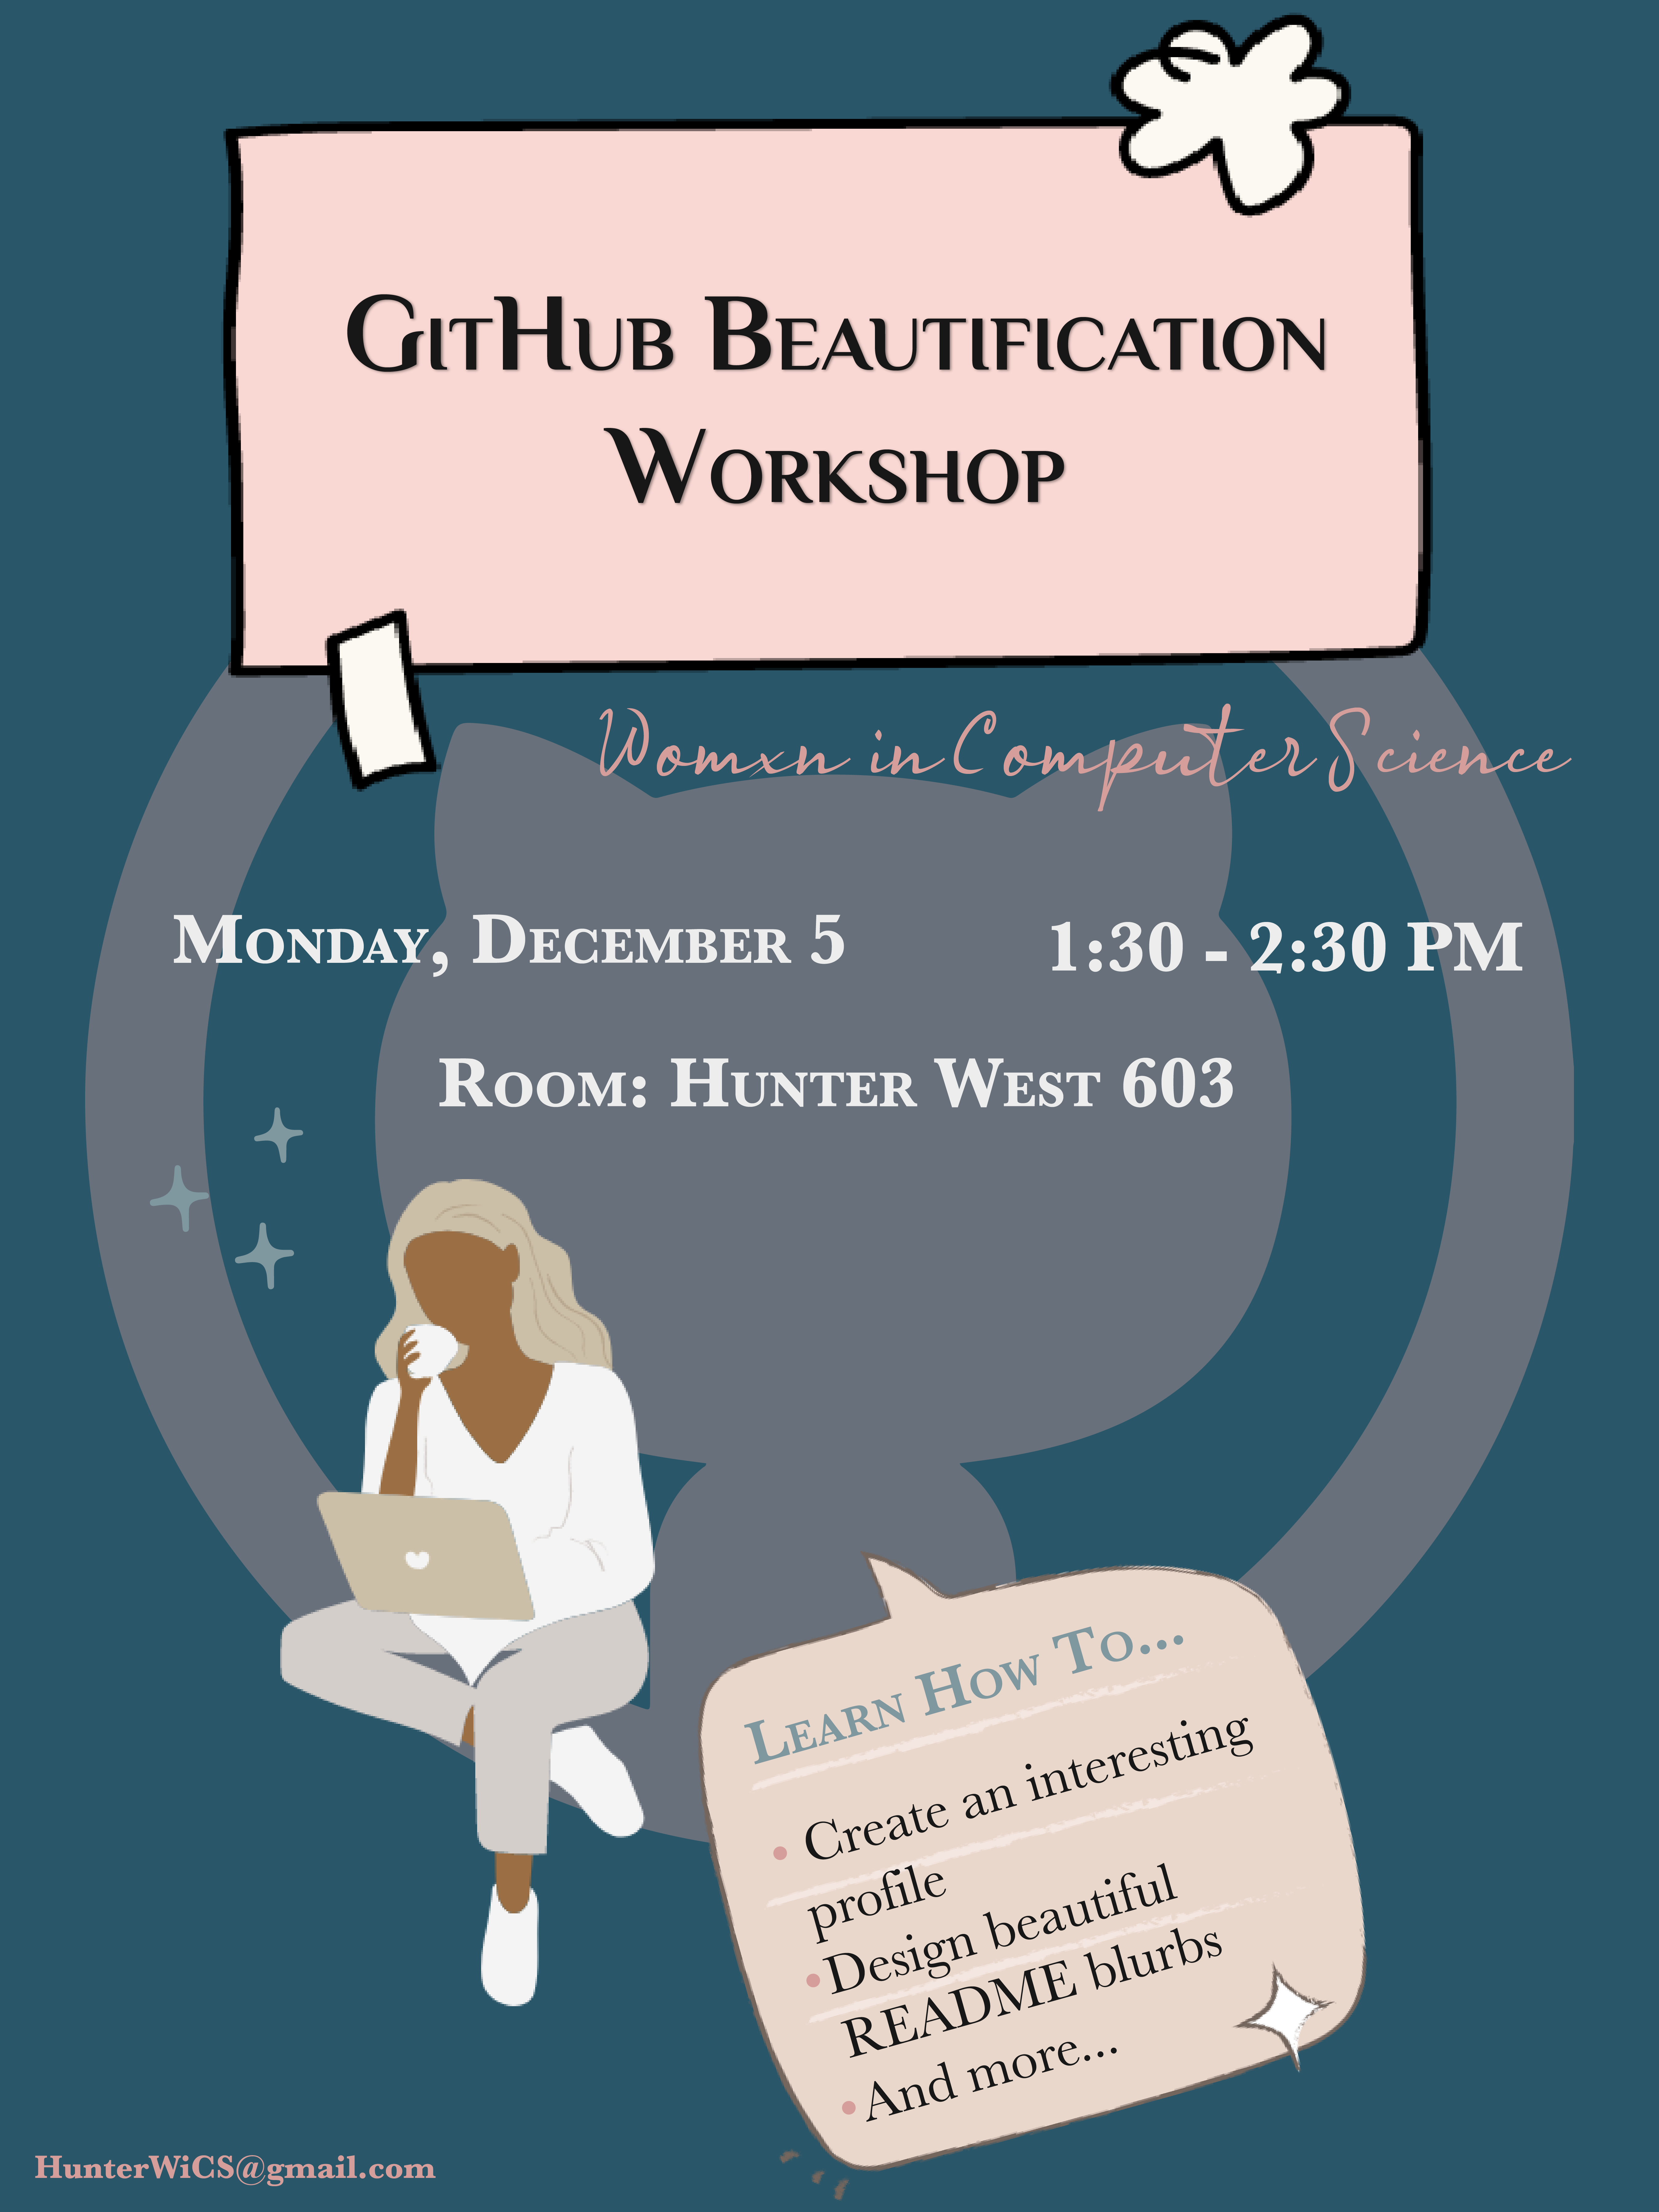 GitHub Beautification
Workshop
Womxn in Computer Science
Monday, December 5
1:30 - 2:30 PM
Room: Hunter West 603
Learn How To...
• Create an interesting
profile
• Design beautiful
README blurbs
• And more...
HunterWiCS@gmail.com